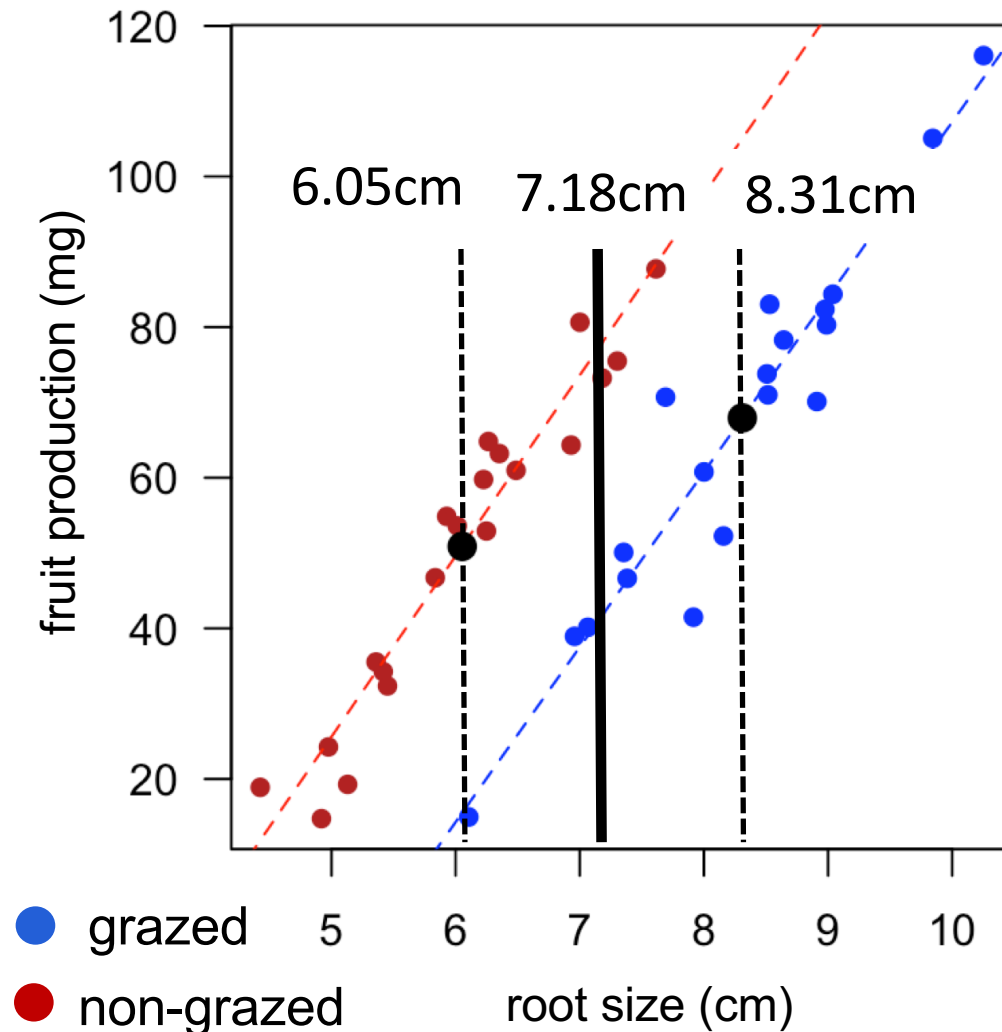 120
100
80
60
40
20
fruit production (mg)
6.05cm 7.18cm 8.31cm
5 6 7 8 9 10
root size (cm)
grazed
non-grazed